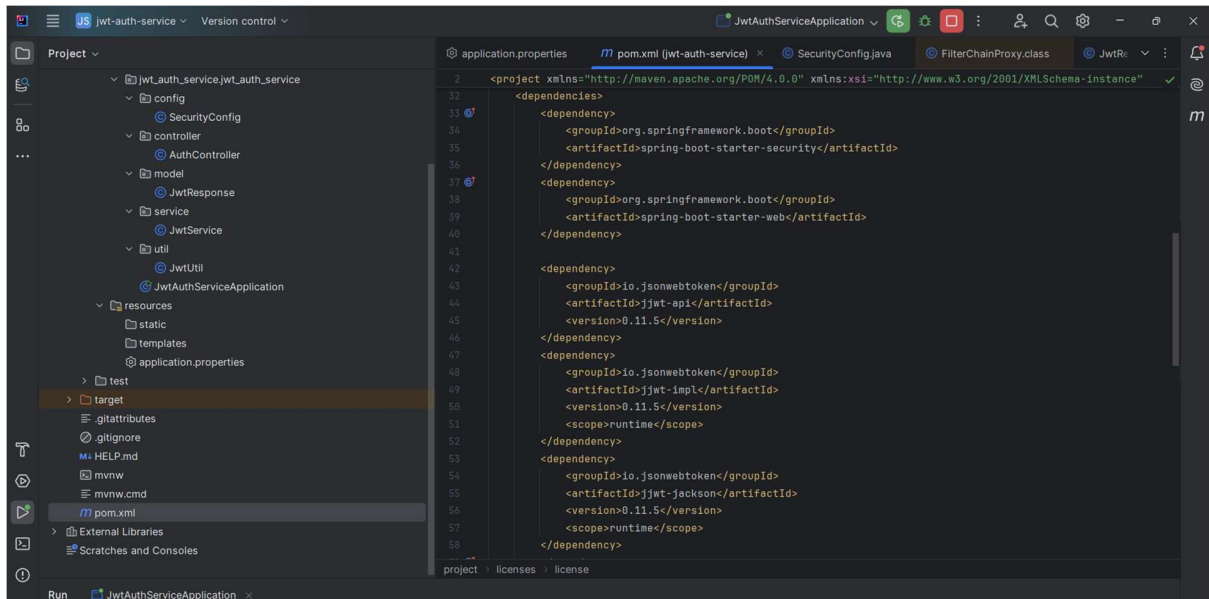 JS jwt-auth-service Version control JwtAuthServiceApplication
Project
jwt_auth_service.jwt_auth_service
config
SecurityConfig
controller
AuthController
model
JwtResponse
service
JwtService
util
JwtUtil
JwtAuthServiceApplication
resources
static
templates
application.properties
test
target
.gitattributes
.gitignore
M↓ HELP.md
mvnw
mvnw.cmd
m pom.xml
External Libraries
Scratches and Consoles
application.properties m pom.xml (jwt-auth-service) × SecurityConfig.java FilterChainProxy.class JwtRe
2 <project xmlns="http://maven.apache.org/POM/4.0.0" xmlns:xsi="http://www.w3.org/2001/XMLSchema-instance"
32 <dependencies>
33 <dependency>
34 <groupId>org.springframework.boot</groupId>
35 <artifactId>spring-boot-starter-security</artifactId>
36 </dependency>
37 <dependency>
38 <groupId>org.springframework.boot</groupId>
39 <artifactId>spring-boot-starter-web</artifactId>
40 </dependency>
41
42 <dependency>
43 <groupId>io.jsonwebtoken</groupId>
44 <artifactId>jjwt-api</artifactId>
45 <version>0.11.5</version>
46 </dependency>
47 <dependency>
48 <groupId>io.jsonwebtoken</groupId>
49 <artifactId>jjwt-impl</artifactId>
50 <version>0.11.5</version>
51 <scope>runtime</scope>
52 </dependency>
53 <dependency>
54 <groupId>io.jsonwebtoken</groupId>
55 <artifactId>jjwt-jackson</artifactId>
56 <version>0.11.5</version>
57 <scope>runtime</scope>
58 </dependency>
project › licenses › license
m
Run JwtAuthServiceApplication ×